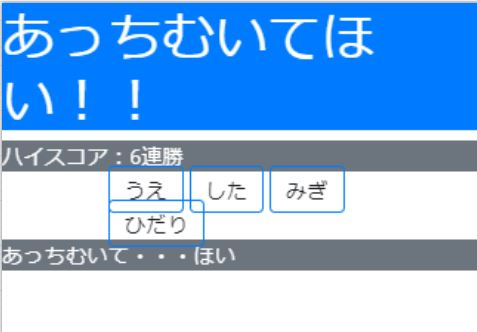 あっちむいてほ
い！！
ハイスコア：6連勝
うえ した みぎ
ひだり
あっちむいて・・・ほい